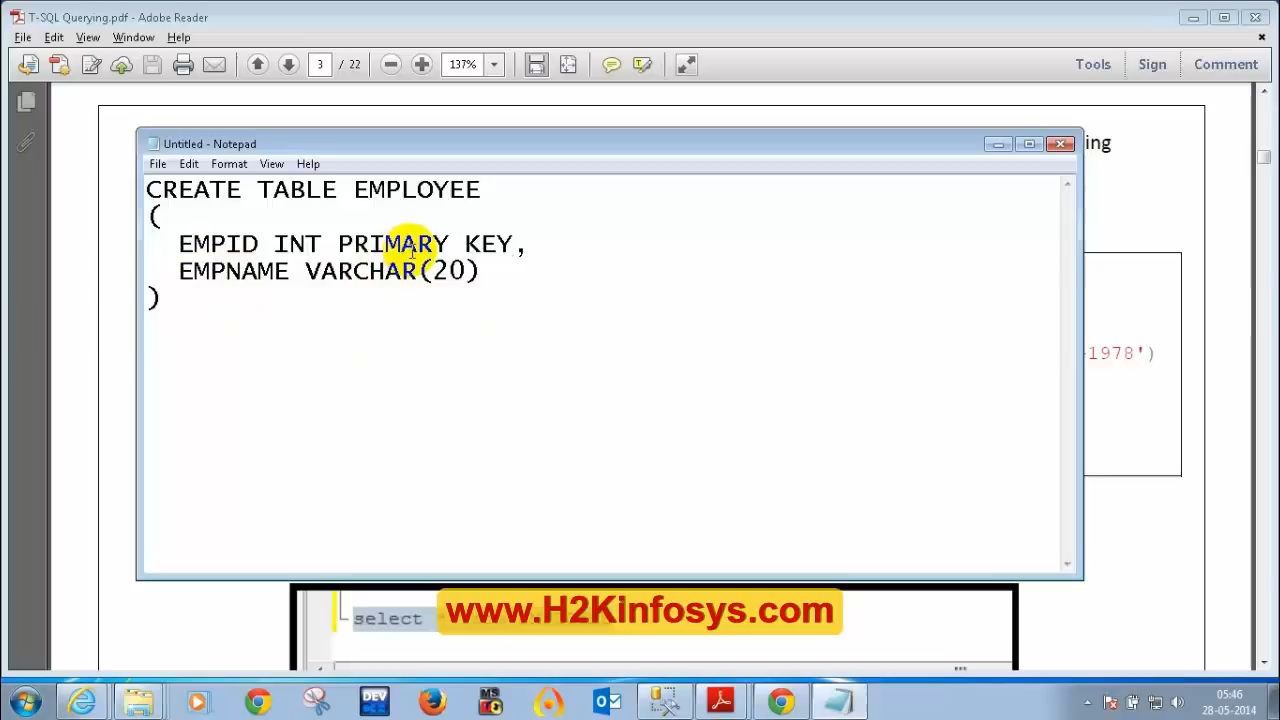 T-SQL Querying.pdf - Adobe Reader
File Edit View Window Help
3 / 22 137% Tools Sign Comment
ing
Untitled - Notepad
File Edit Format View Help
CREATE TABLE EMPLOYEE
(
EMPID INT PRIMARY KEY,
EMPNAME VARCHAR(20)
)
-1978')
www.H2Kinfosys.com
select
DEV
MS
05:46
28-05-2014